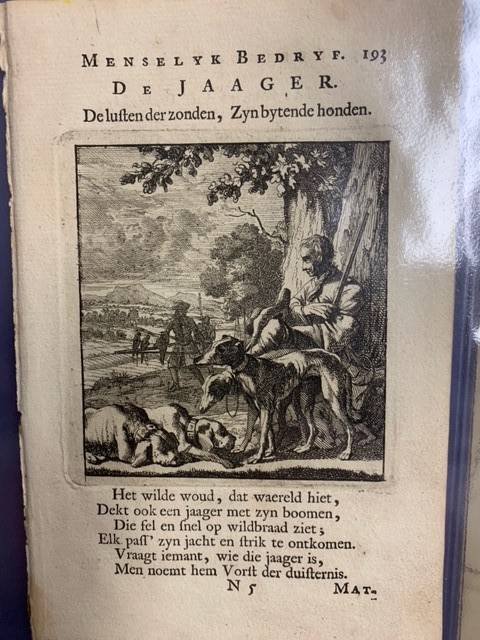 MENSELYK BEDRYF. 193
DE JAAGER.
De luſten der zonden, Zyn bytende honden.
Het wilde woud, dat waereld hiet,
Dekt ook een jaager met zyn boomen,
Die fel en ſnel op wildbraad ziet;
Elk paſſ' zyn jacht en ſtrik te ontkomen.
Vraagt iemant, wie die jaager is,
Men noemt hem Vorſt der duiſternis.
N 5 MAT-